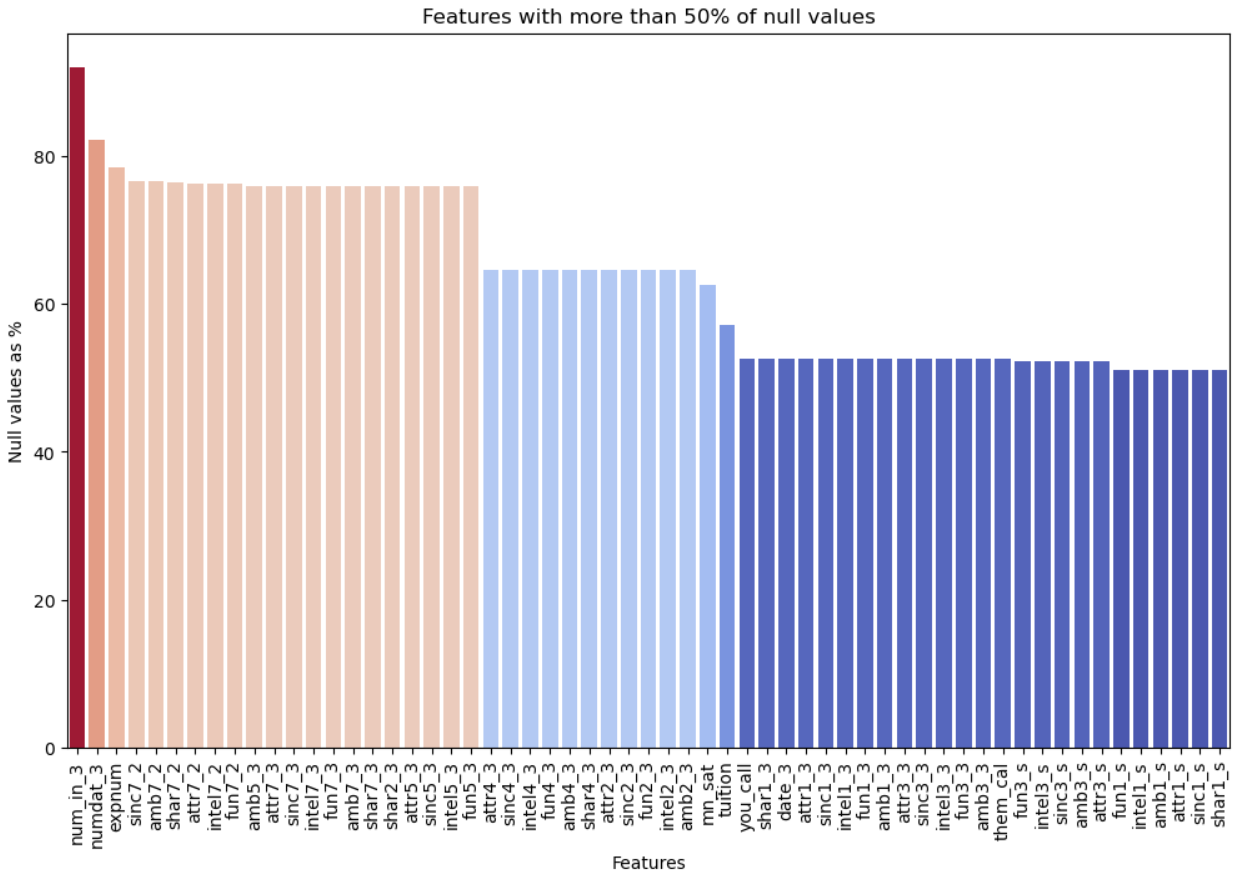 Features with more than 50% of null values
Null values as %
80
60
40
20
0
num_in_3
numdat_3
expnum
sinc7_2
amb7_2
shar7_2
attr7_2
intel7_2
fun7_2
amb5_3
attr7_3
sinc7_3
intel7_3
fun7_3
amb7_3
shar7_3
shar2_3
attr5_3
sinc5_3
intel5_3
fun5_3
attr4_3
sinc4_3
intel4_3
fun4_3
amb4_3
shar4_3
attr2_3
sinc2_3
fun2_3
intel2_3
amb2_3
mn_sat
tuition
you_call
shar1_3
date_3
attr1_3
sinc1_3
intel1_3
fun1_3
amb1_3
attr3_3
sinc3_3
intel3_3
fun3_3
amb3_3
them_cal
fun3_s
intel3_s
sinc3_s
amb3_s
attr3_s
fun1_s
intel1_s
amb1_s
attr1_s
sinc1_s
shar1_s
Features